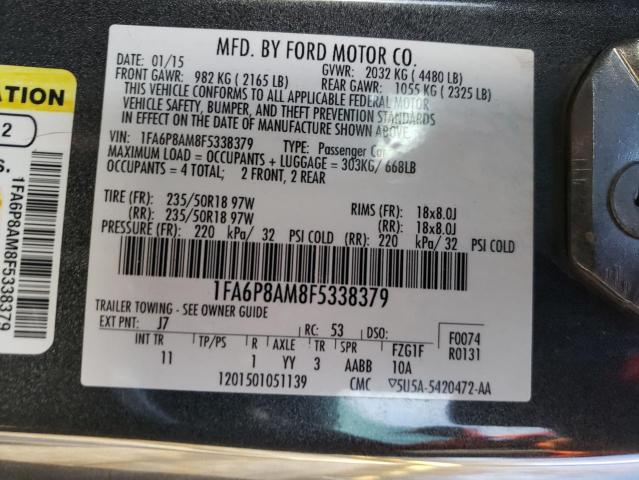 MFD. BY FORD MOTOR CO.
DATE: 01/15 GVWR: 2032 KG ( 4480 LB)
FRONT GAWR: 982 KG ( 2165 LB) REAR GAWR: 1055 KG ( 2325 LB)
THIS VEHICLE CONFORMS TO ALL APPLICABLE FEDERAL MOTOR
VEHICLE SAFETY, BUMPER, AND THEFT PREVENTION STANDARDS
IN EFFECT ON THE DATE OF MANUFACTURE SHOWN ABOVE.
VIN: 1FA6P8AM8F5338379 TYPE: Passenger Car
MAXIMUM LOAD = OCCUPANTS + LUGGAGE = 303KG/ 668LB
OCCUPANTS = 4 TOTAL; 2 FRONT, 2 REAR
TIRE (FR): 235/50R18 97W RIMS (FR): 18x8.0J
(RR): 235/50R18 97W (RR): 18x8.0J
PRESSURE (FR): 220 kPa/ 32 PSI COLD (RR): 220 kPa/ 32 PSI COLD
1FA6P8AM8F5338379
TRAILER TOWING - SEE OWNER GUIDE
EXT PNT: J7 RC: 53 DSO: F0074
INT TR TP/PS R AXLE TR SPR FZG1F R0131
11 1 YY 3 AABB 10A
1201501051139 CMC 5U5A-5420472-AA
ATION
2
s.
1FA6P8AM8F5338379